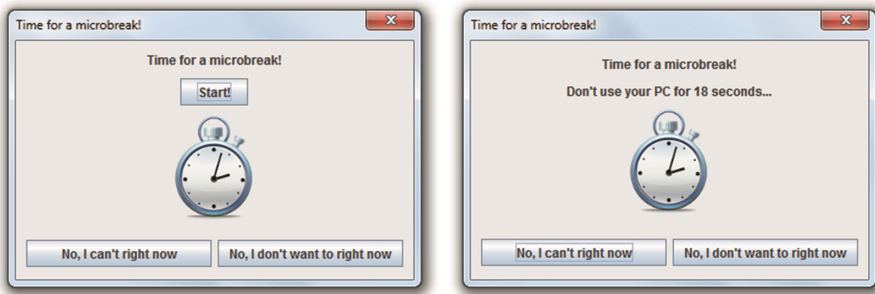 Time for a microbreak!
Time for a microbreak!
Start!
No, I can't right now
No, I don't want to right now
Time for a microbreak!
Time for a microbreak!
Don't use your PC for 18 seconds...
No, I can't right now
No, I don't want to right now